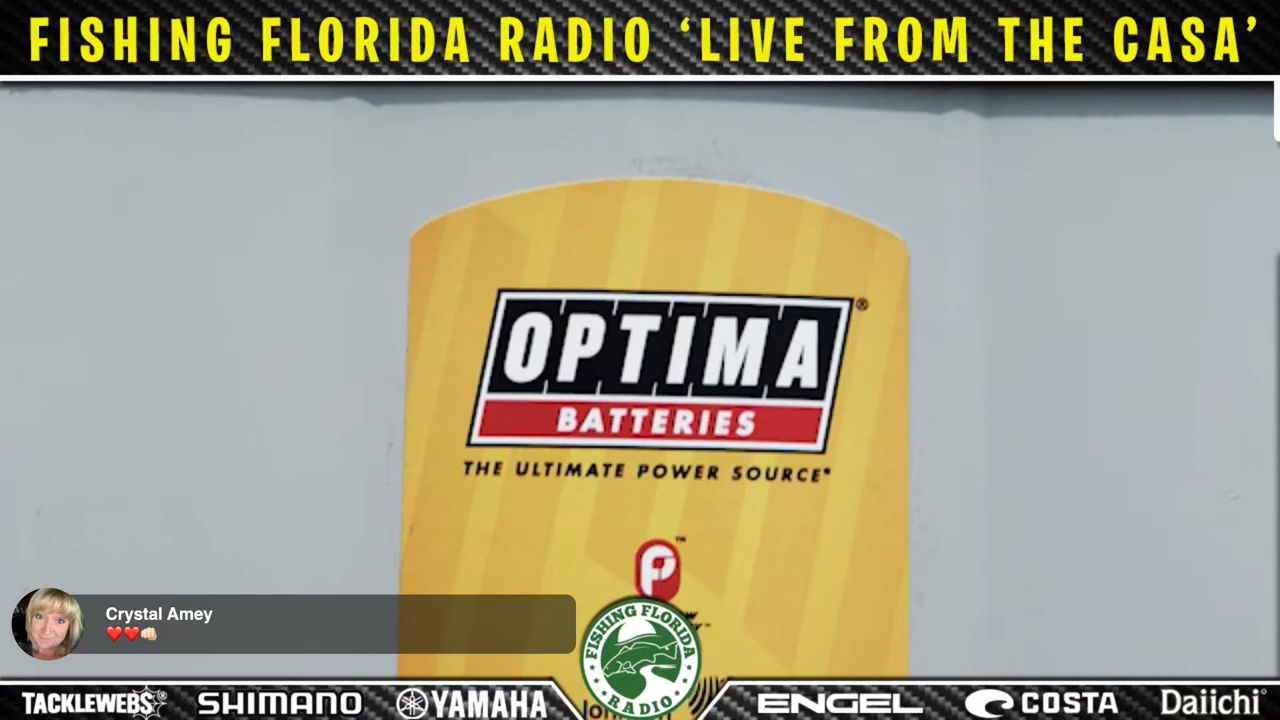 FISHING FLORIDA RADIO ‘LIVE FROM THE CASA’
OPTIMA®
BATTERIES
THE ULTIMATE POWER SOURCE®
™
Crystal Amey
❤️❤️👊🏼
FISHING FLORIDA
RADIO
TACKLEWEBS®
SHIMANO
YAMAHA
ENGEL
COSTA
Daiichi®